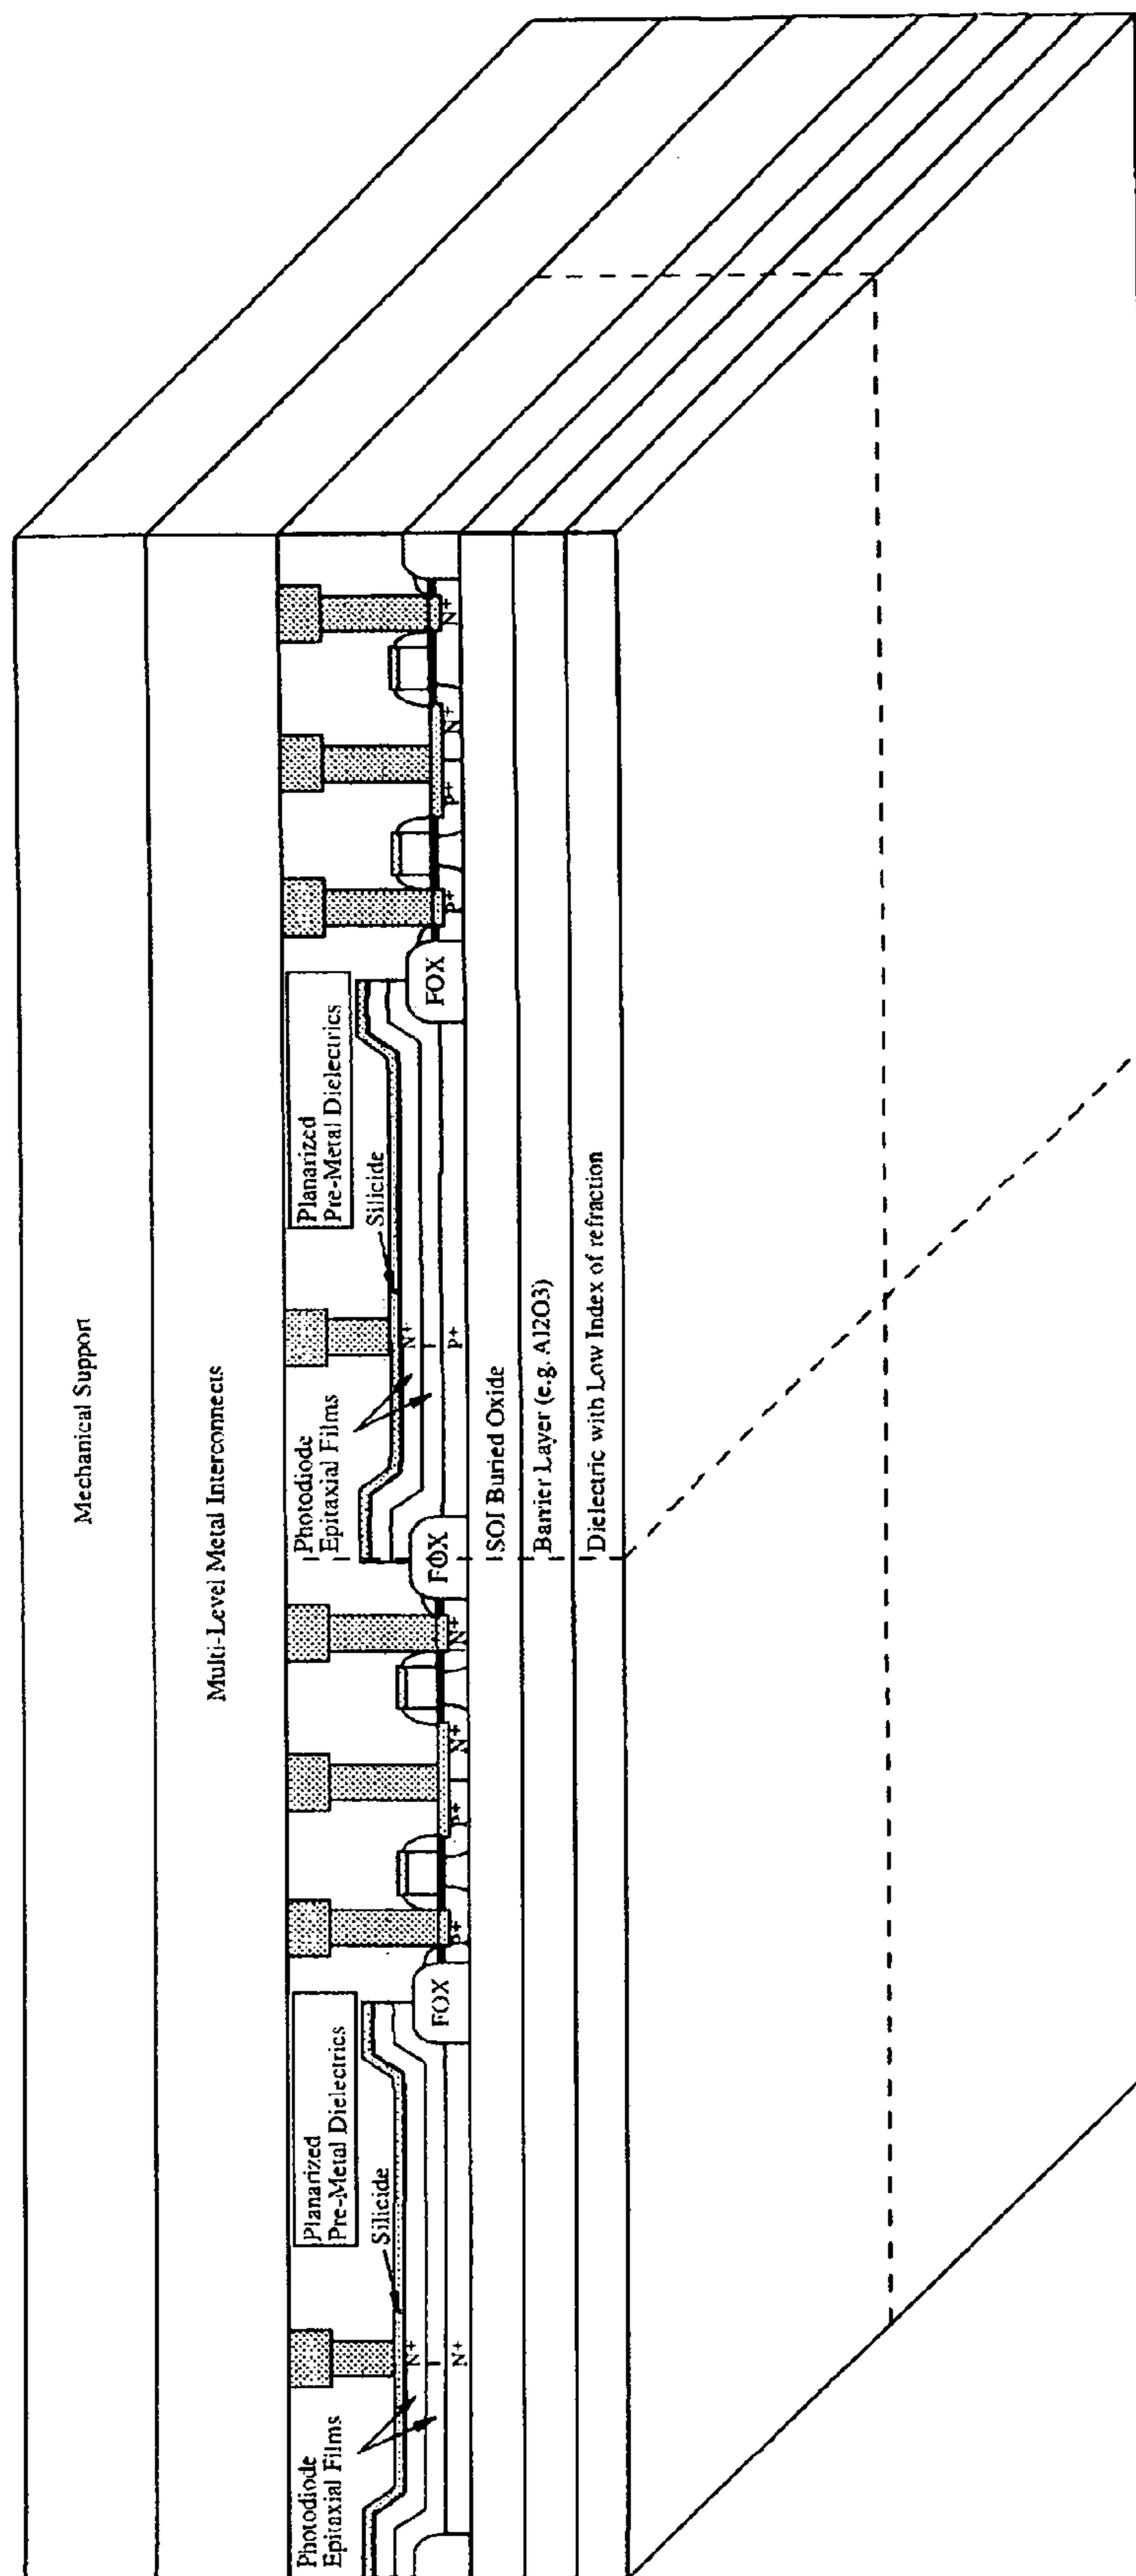 Mechanical Support
Multi-Level Metal Interconnects
Photodiode
Epitaxial Films
Planarized
Pre-Metal Dielectrics
Silicide
N+
I
N+
FOX
P+
P+
N+
N+
FOX
Photodiode
Epitaxial Films
Planarized
Pre-Metal Dielectrics
Silicide
N+
I
P+
FOX
P+
P+
N+
N+
SOI Buried Oxide
Barrier Layer (e.g. Al2O3)
Dielectric with Low Index of refraction